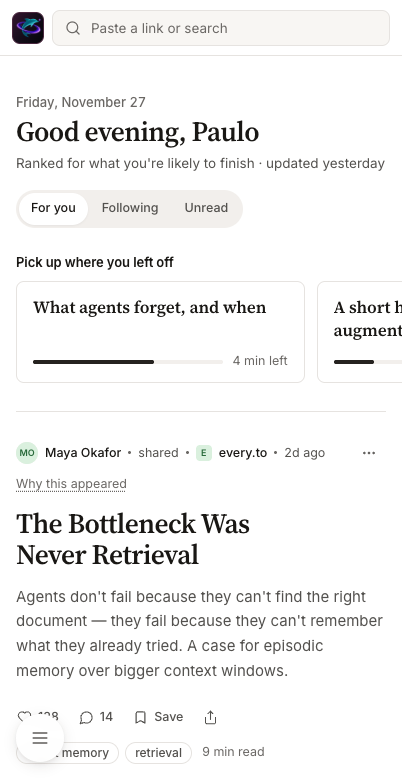 Paste a link or search
Friday, November 27
Good evening, Paulo
Ranked for what you're likely to finish · updated yesterday
For you Following Unread
Pick up where you left off
What agents forget, and when
4 min left
A short
augment
MO Maya Okafor • shared • E every.to • 2d ago ···
Why this appeared
The Bottleneck Was
Never Retrieval
Agents don't fail because they can't find the right
document — they fail because they can't remember
what they already tried. A case for episodic
memory over bigger context windows.
14 Save
memory retrieval 9 min read